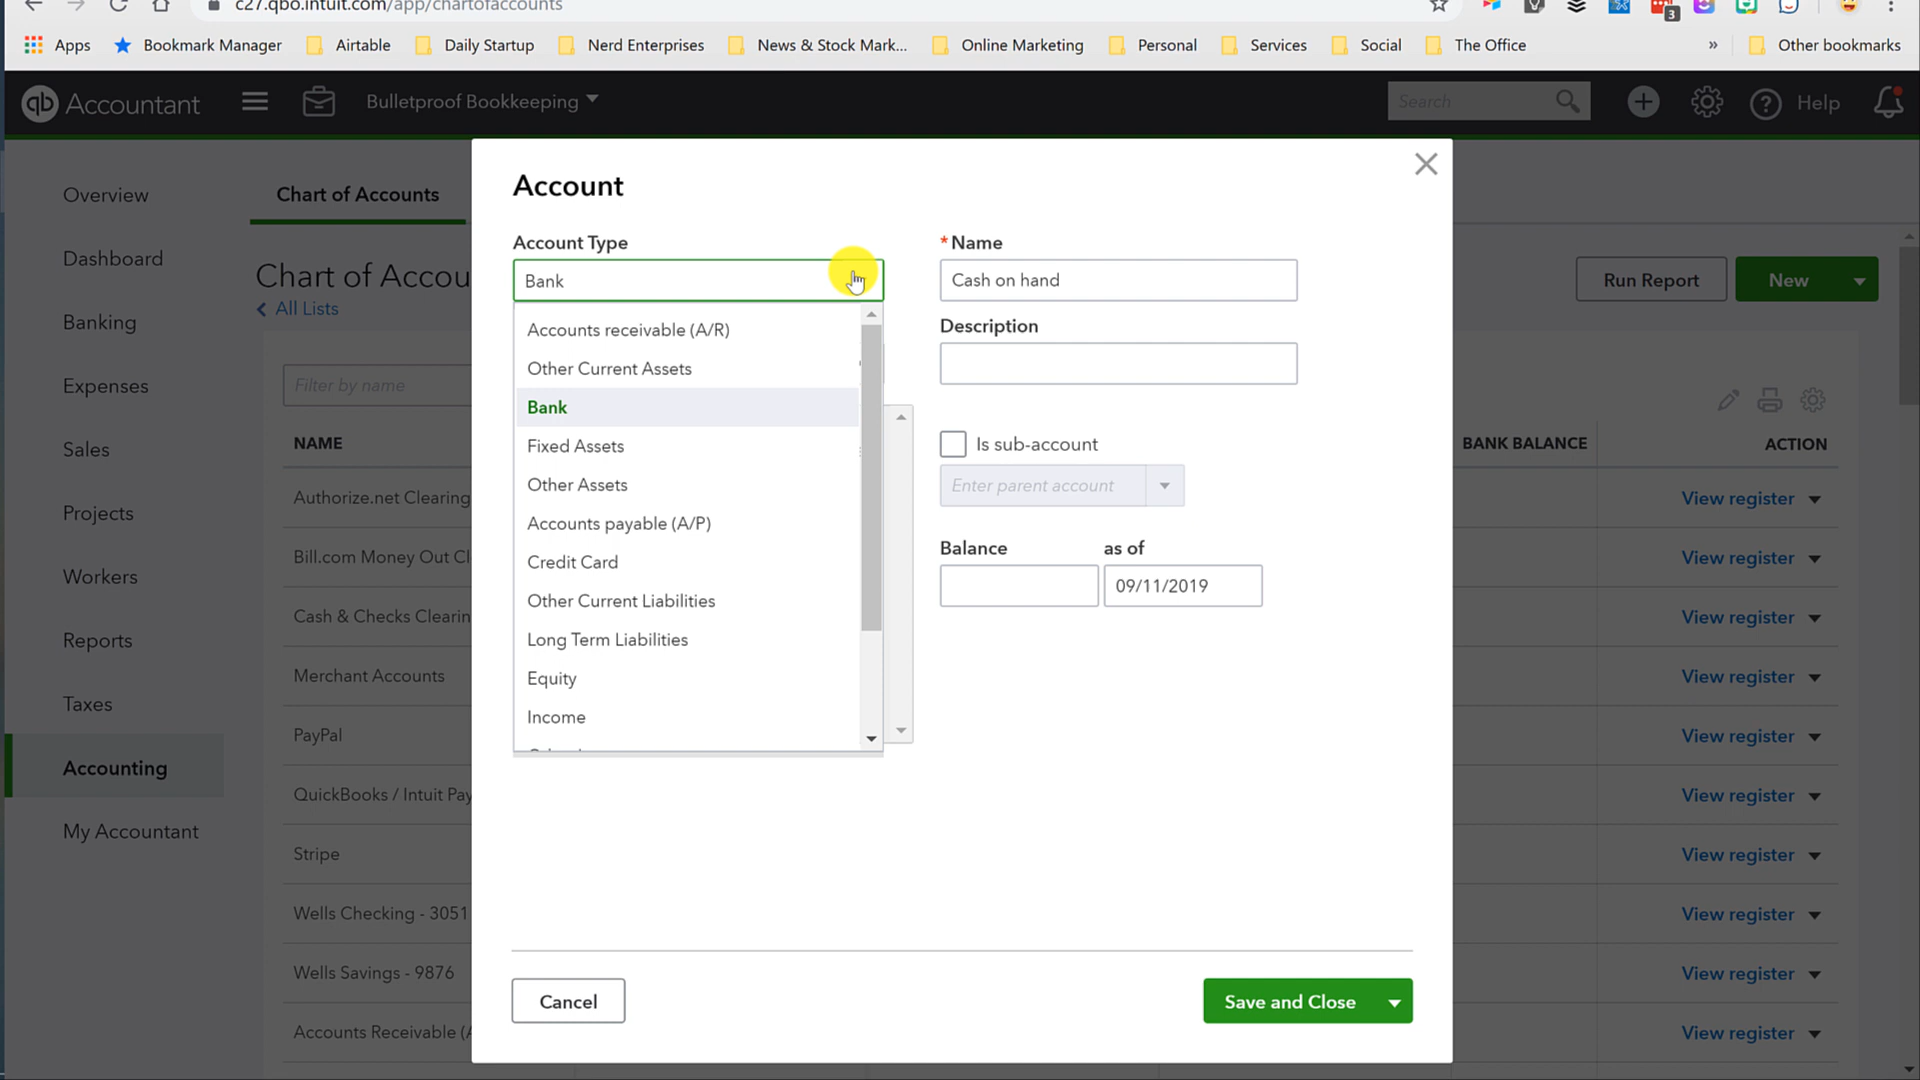 c27.qbo.intuit.com/app/chartofaccounts
3
Apps
Bookmark Manager
Airtable
Daily Startup
Nerd Enterprises
News & Stock Mark...
Online Marketing
Personal
Services
Social
The Office
»
Other bookmarks
qb Accountant
Bulletproof Bookkeeping
Search
Help
Overview
Dashboard
Banking
Expenses
Sales
Projects
Workers
Reports
Taxes
Accounting
My Accountant
Chart of Accounts
Chart of Accou
All Lists
Run Report
New
Filter by name
NAME
BANK BALANCE
ACTION
Authorize.net Clearing
View register
Bill.com Money Out Cl
View register
Cash & Checks Clearin
View register
Merchant Accounts
View register
PayPal
View register
QuickBooks / Intuit Pay
View register
Stripe
View register
Wells Checking - 3051
View register
Wells Savings - 9876
View register
Accounts Receivable (A
View register
Account
Account Type
Bank
Accounts receivable (A/R)
Other Current Assets
Bank
Fixed Assets
Other Assets
Accounts payable (A/P)
Credit Card
Other Current Liabilities
Long Term Liabilities
Equity
Income
*Name
Cash on hand
Description
Is sub-account
Enter parent account
Balance
as of
09/11/2019
Cancel
Save and Close